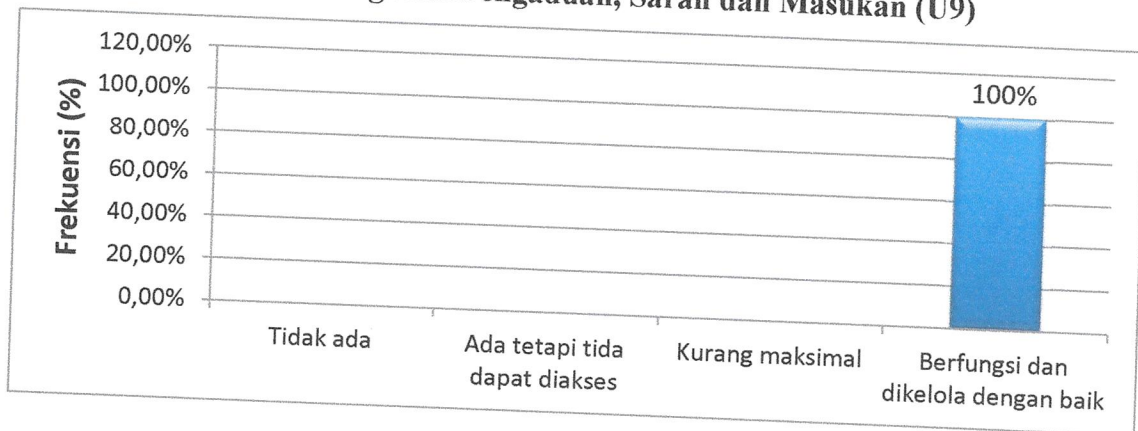 Pengaduan, Saran dan Masukan (U9)
120,00%
100,00%
80,00%
60,00%
40,00%
20,00%
0,00%
Frekuensi (%)
100%
Tidak ada
Ada tetapi tida
dapat diakses
Kurang maksimal
Berfungsi dan
dikelola dengan baik